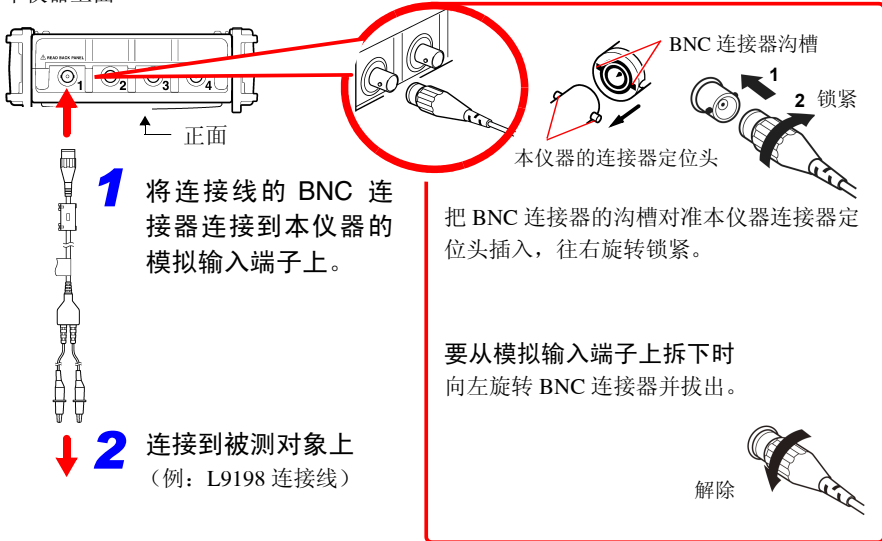 READ BACK PANEL
1
2
3
4
正面
1
将连接线的 BNC 连
接器连接到本仪器的
模拟输入端子上。
2
连接到被测对象上
（例：L9198 连接线）
BNC 连接器沟槽
1
2 锁紧
本仪器的连接器定位头
把 BNC 连接器的沟槽对准本仪器连接器定
位头插入，往右旋转锁紧。
要从模拟输入端子上拆下时
向左旋转 BNC 连接器并拔出。
解除